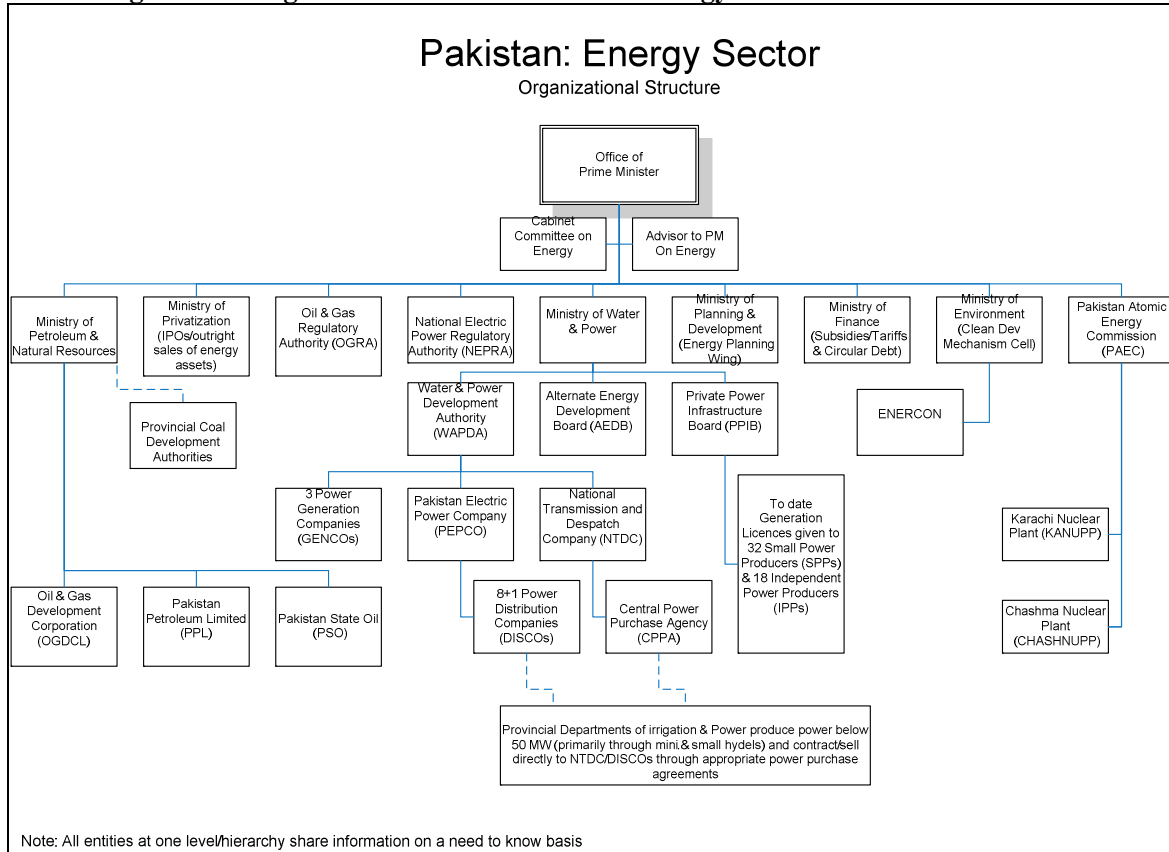 Pakistan: Energy Sector
Organizational Structure
Office of
Prime Minister
Cabinet
Committee on
Energy
Advisor to PM
On Energy
Ministry of
Petroleum &
Natural Resources
Ministry of
Privatization
(IPOs/outright
sales of energy
assets)
Oil & Gas
Regulatory
Authority (OGRA)
National Electric
Power Regulatory
Authority (NEPRA)
Ministry of Water
& Power
Ministry of
Planning &
Development
(Energy Planning
Wing)
Ministry of
Finance
(Subsidies/Tariffs
& Circular Debt)
Ministry of
Environment
(Clean Dev
Mechanism Cell)
Pakistan Atomic
Energy
Commission
(PAEC)
Provincial Coal
Development
Authorities
Water & Power
Development
Authority
(WAPDA)
Alternate Energy
Development
Board (AEDB)
Private Power
Infrastructure
Board (PPIB)
ENERCON
3 Power
Generation
Companies
(GENCOs)
Pakistan Electric
Power Company
(PEPCO)
National
Transmission and
Despatch
Company (NTDC)
To date
Generation
Licences given to
32 Small Power
Producers (SPPs)
& 18 Independent
Power Producers
(IPPs)
Karachi Nuclear
Plant (KANUPP)
Oil & Gas
Development
Corporation
(OGDCL)
Pakistan
Petroleum Limited
(PPL)
Pakistan State Oil
(PSO)
8+1 Power
Distribution
Companies
(DISCOs)
Central Power
Purchase Agency
(CPPA)
Chashma Nuclear
Plant
(CHASHNUPP)
Provincial Departments of irrigation & Power produce power below
50 MW (primarily through mini.& small hydels) and contract/sell
directly to NTDC/DISCOs through appropriate power purchase
agreements
Note: All entities at one level/hierarchy share information on a need to know basis